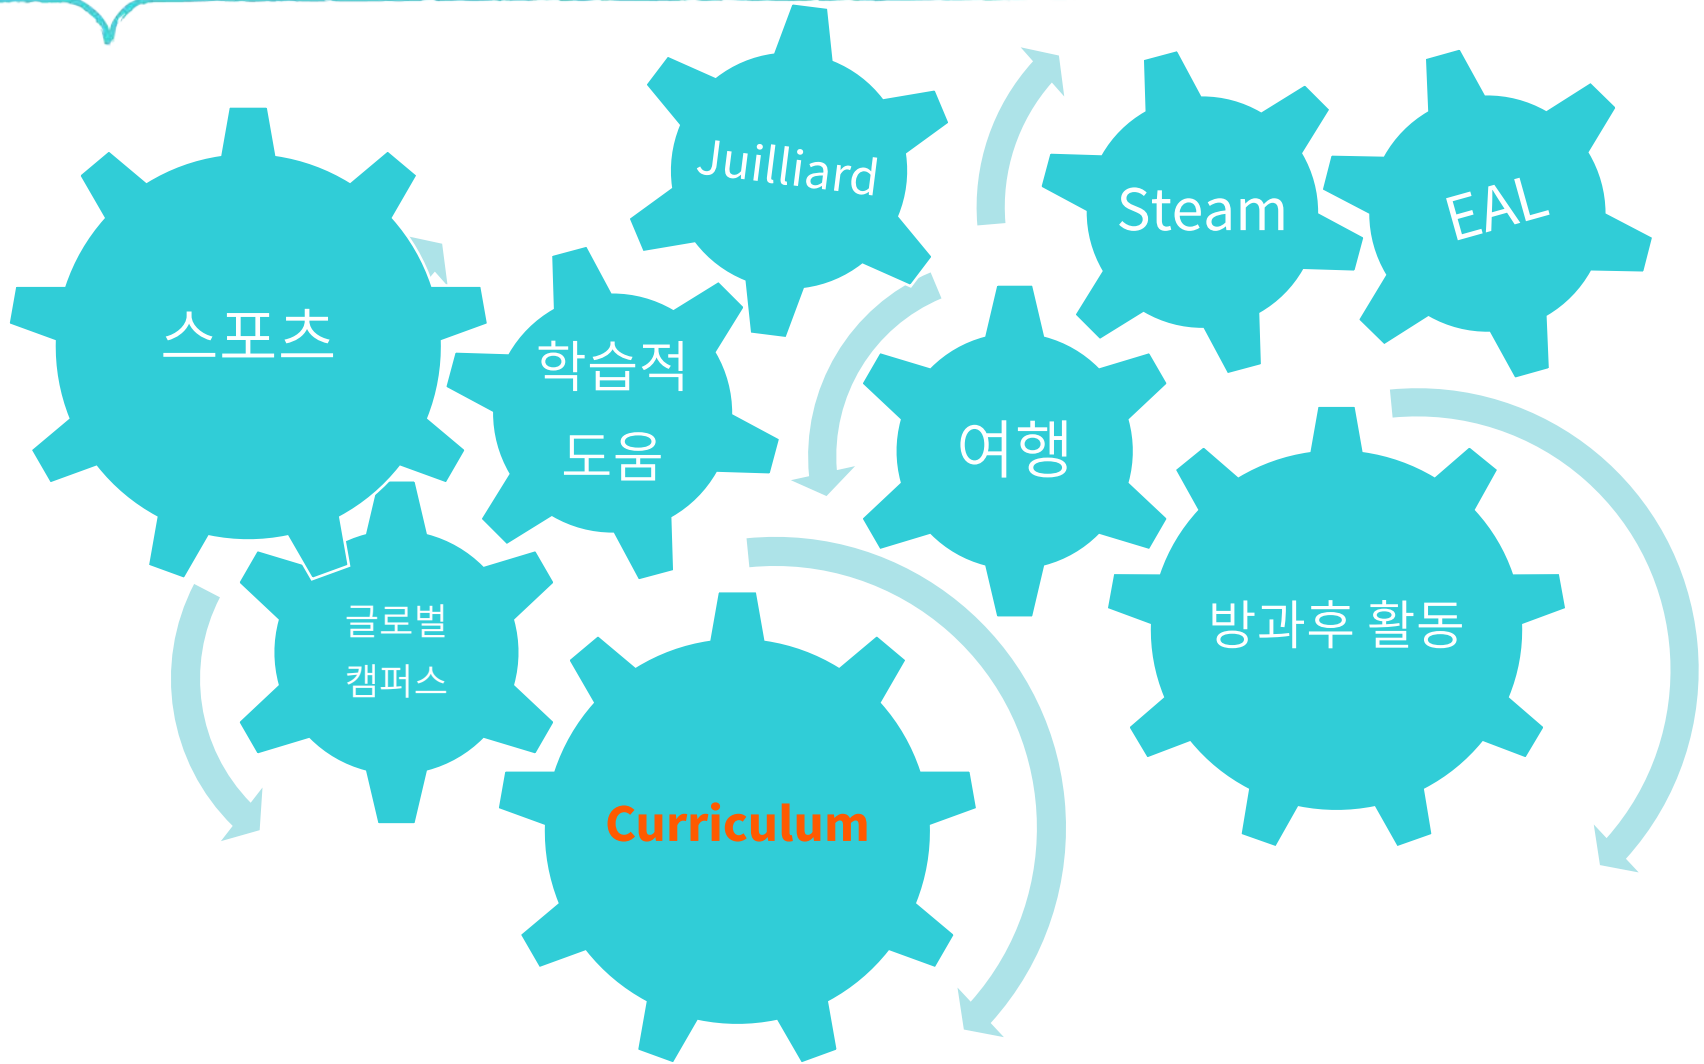 Juilliard
Steam
EAL
스포츠
학습적
도움
여행
글로벌
캠퍼스
방과후 활동
Curriculum